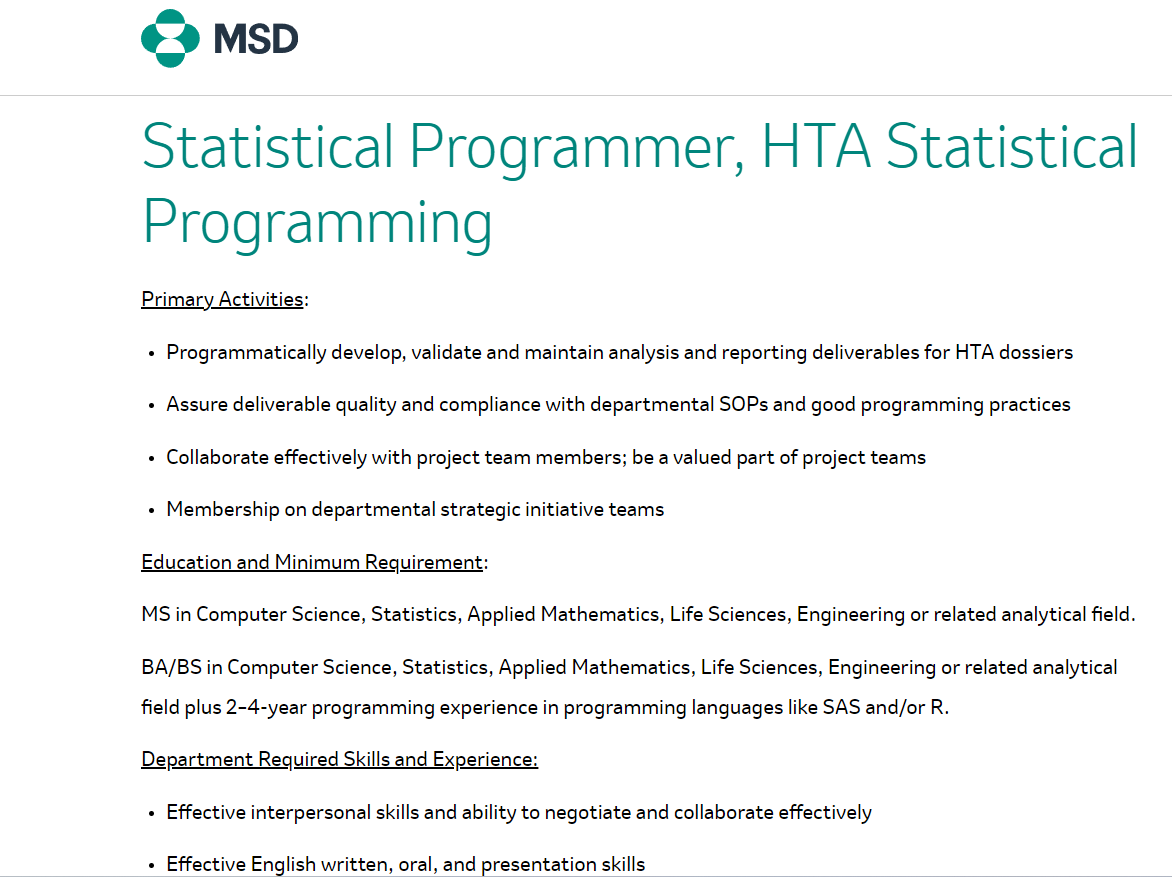 MSD
Statistical Programmer, HTA Statistical
Programming
Primary Activities:
• Programmatically develop, validate and maintain analysis and reporting deliverables for HTA dossiers
• Assure deliverable quality and compliance with departmental SOPs and good programming practices
• Collaborate effectively with project team members; be a valued part of project teams
• Membership on departmental strategic initiative teams
Education and Minimum Requirement:
MS in Computer Science, Statistics, Applied Mathematics, Life Sciences, Engineering or related analytical field.
BA/BS in Computer Science, Statistics, Applied Mathematics, Life Sciences, Engineering or related analytical
field plus 2–4-year programming experience in programming languages like SAS and/or R.
Department Required Skills and Experience:
• Effective interpersonal skills and ability to negotiate and collaborate effectively
• Effective English written, oral, and presentation skills